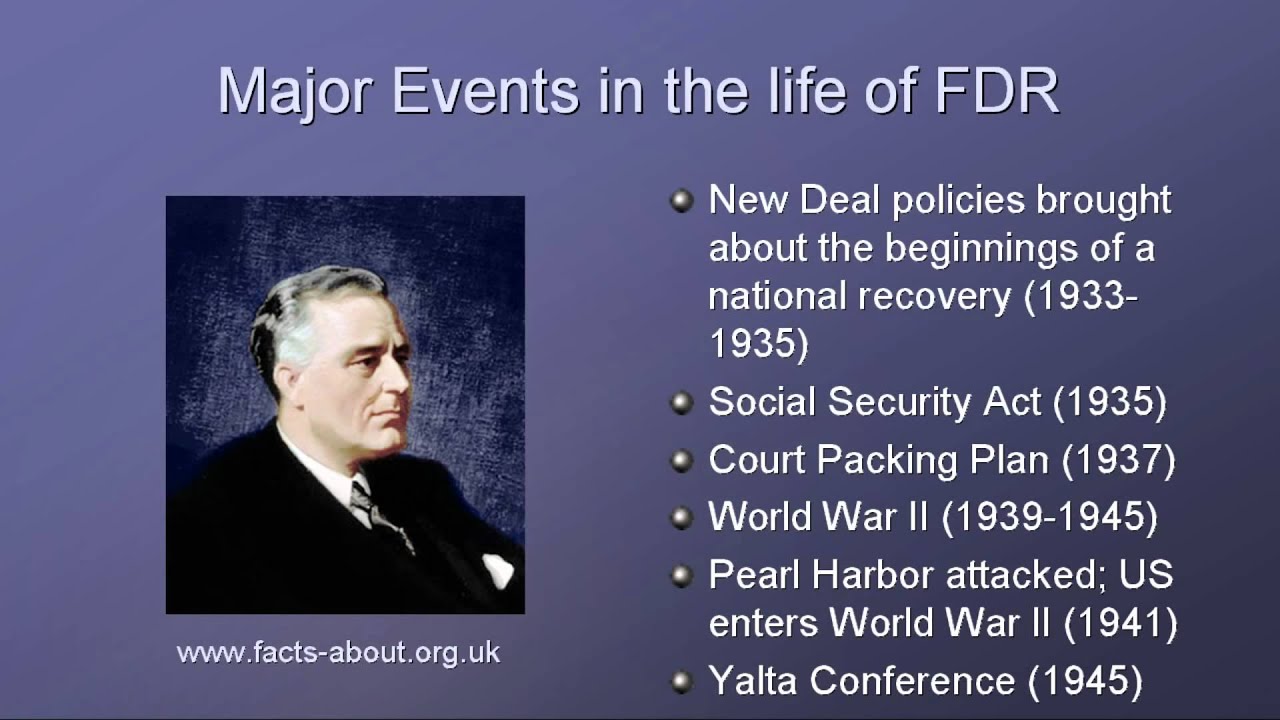 Major Events in the life of FDR
New Deal policies brought
about the beginnings of a
national recovery (1933-
1935)
Social Security Act (1935)
Court Packing Plan (1937)
World War II (1939-1945)
Pearl Harbor attacked; US
enters World War II (1941)
Yalta Conference (1945)
www.facts-about.org.uk